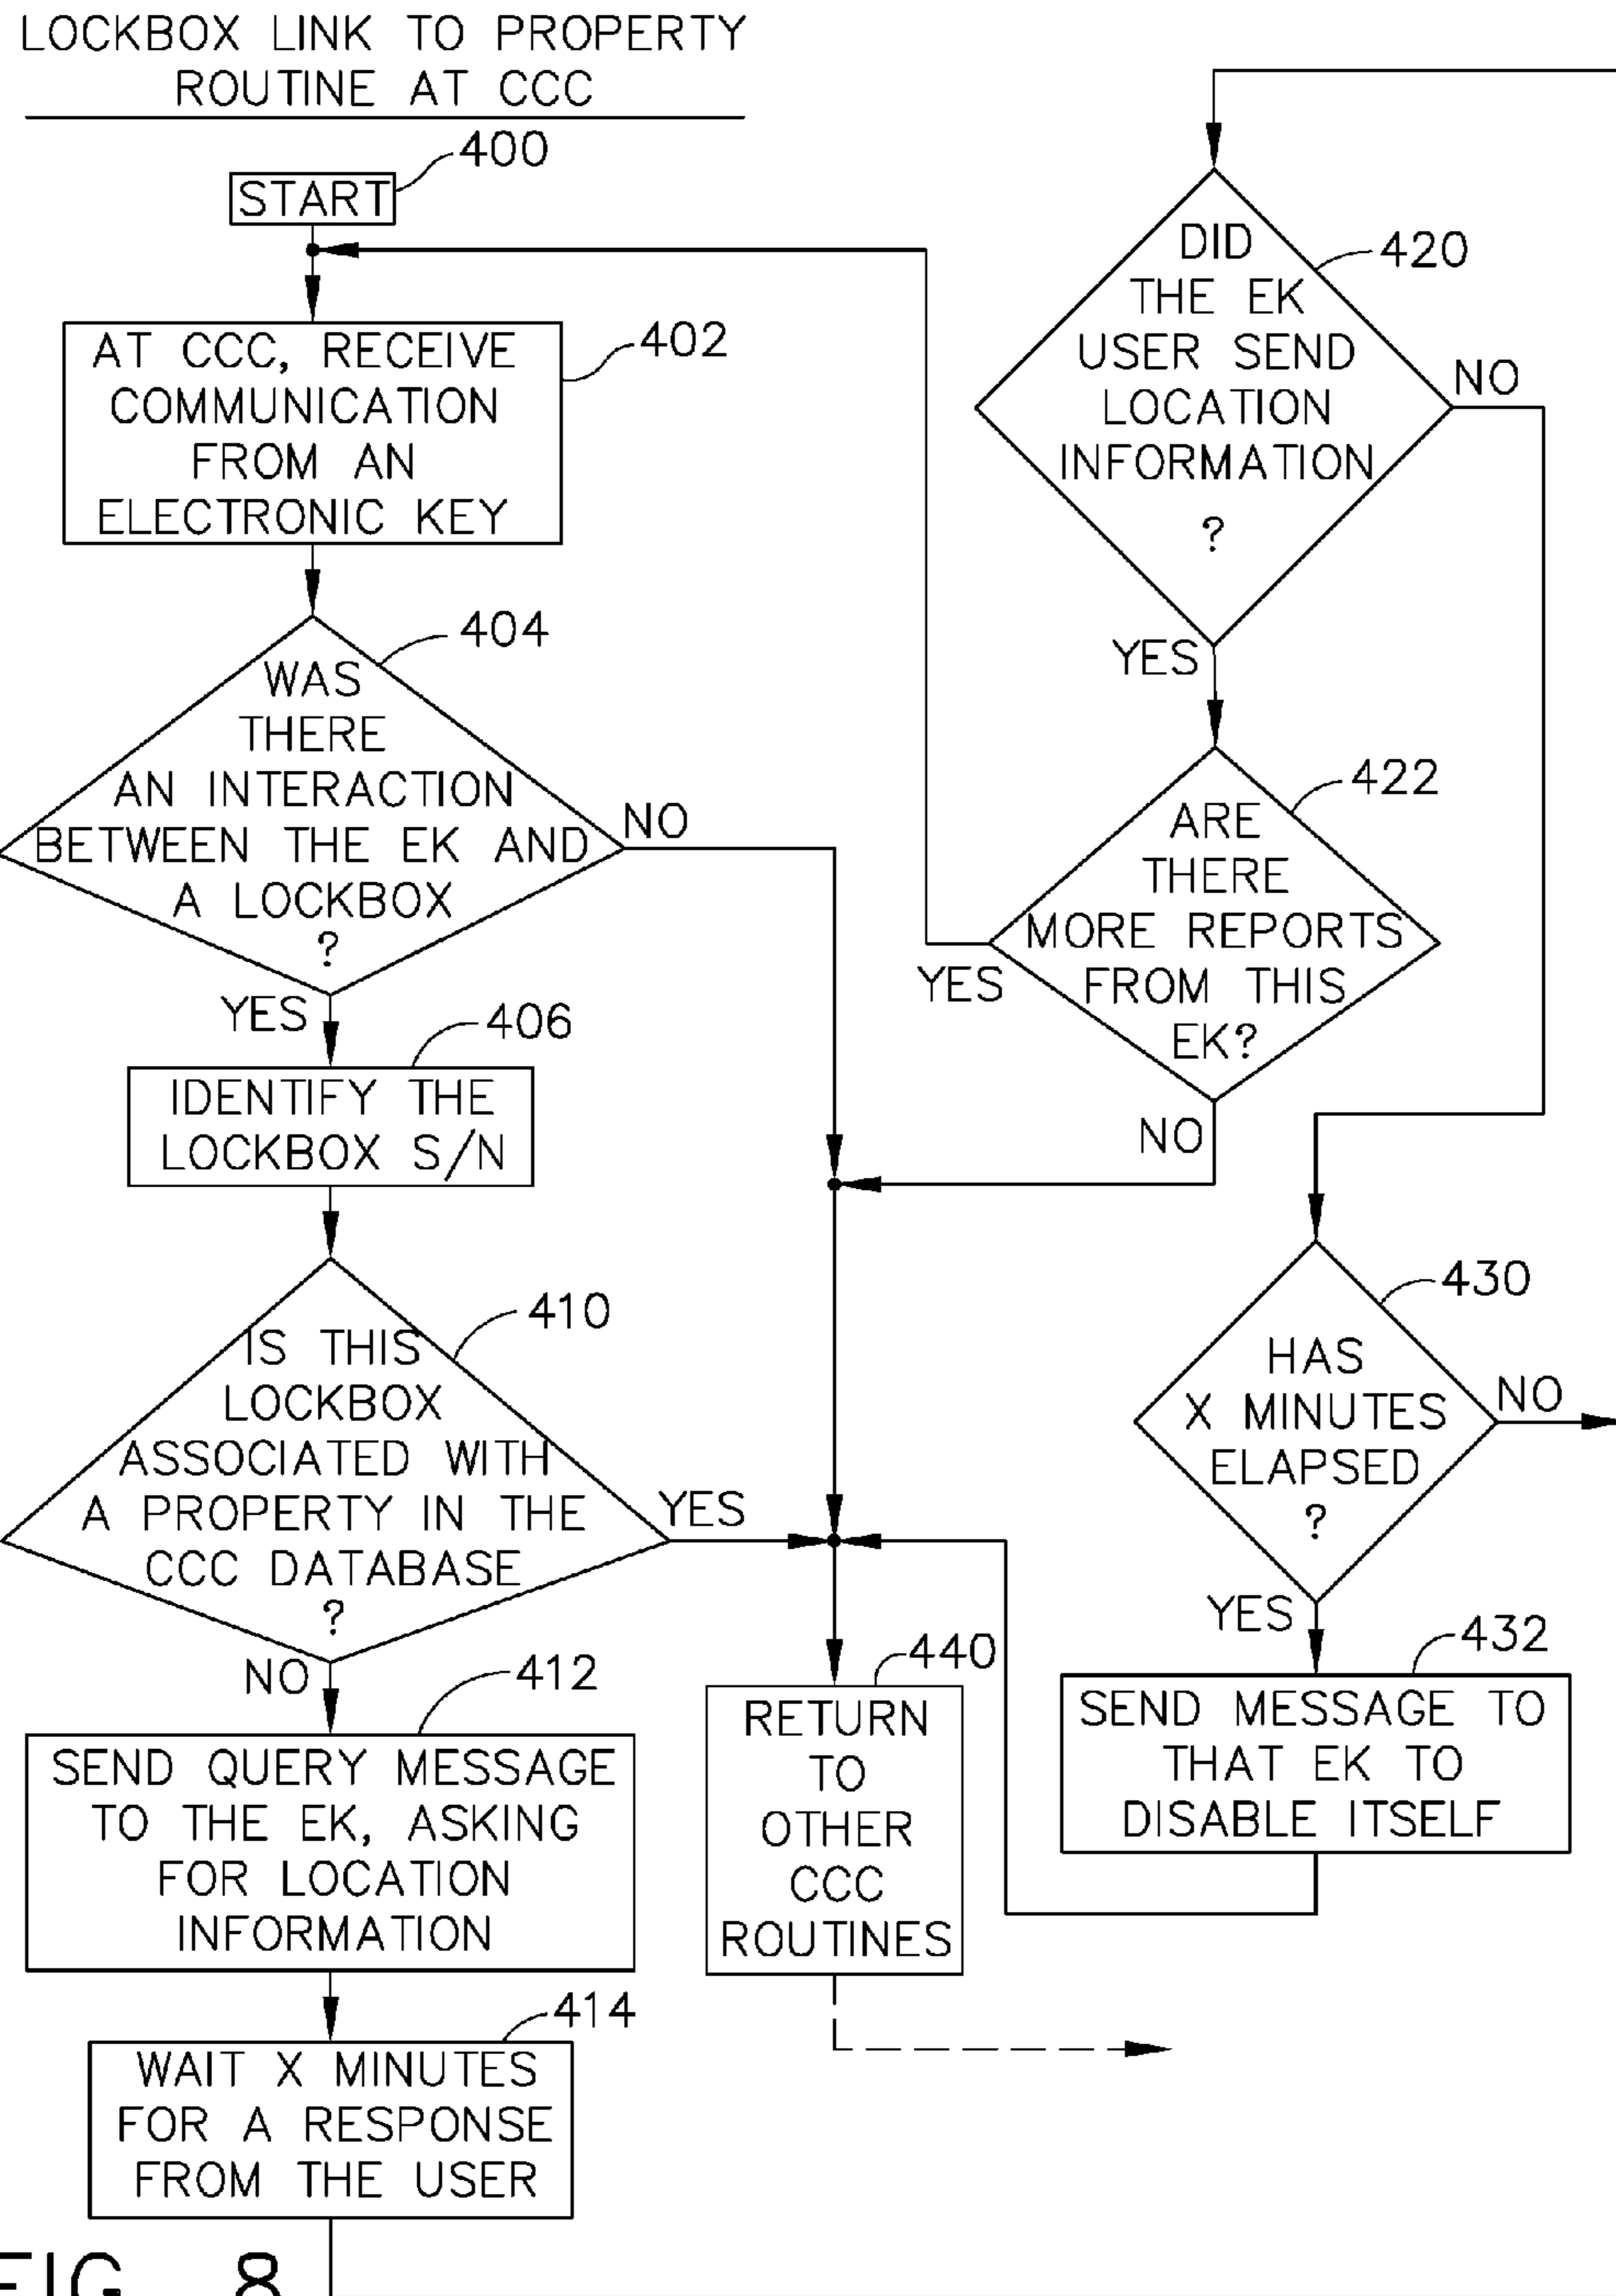 LOCKBOX LINK TO PROPERTY
ROUTINE AT CCC
400
START
402
AT CCC, RECEIVE
COMMUNICATION
FROM AN
ELECTRONIC KEY
404
WAS
THERE
AN INTERACTION
BETWEEN THE EK AND
A LOCKBOX
?
NO
YES
406
IDENTIFY THE
LOCKBOX S/N
410
IS THIS
LOCKBOX
ASSOCIATED WITH
A PROPERTY IN THE
CCC DATABASE
?
YES
NO
412
SEND QUERY MESSAGE
TO THE EK, ASKING
FOR LOCATION
INFORMATION
414
WAIT X MINUTES
FOR A RESPONSE
FROM THE USER
420
DID
THE EK
USER SEND
LOCATION
INFORMATION
?
NO
YES
422
ARE
THERE
MORE REPORTS
FROM THIS
EK?
YES
NO
430
HAS
X MINUTES
ELAPSED
?
NO
YES
432
SEND MESSAGE TO
THAT EK TO
DISABLE ITSELF
440
RETURN
TO
OTHER
CCC
ROUTINES
FIG. 8